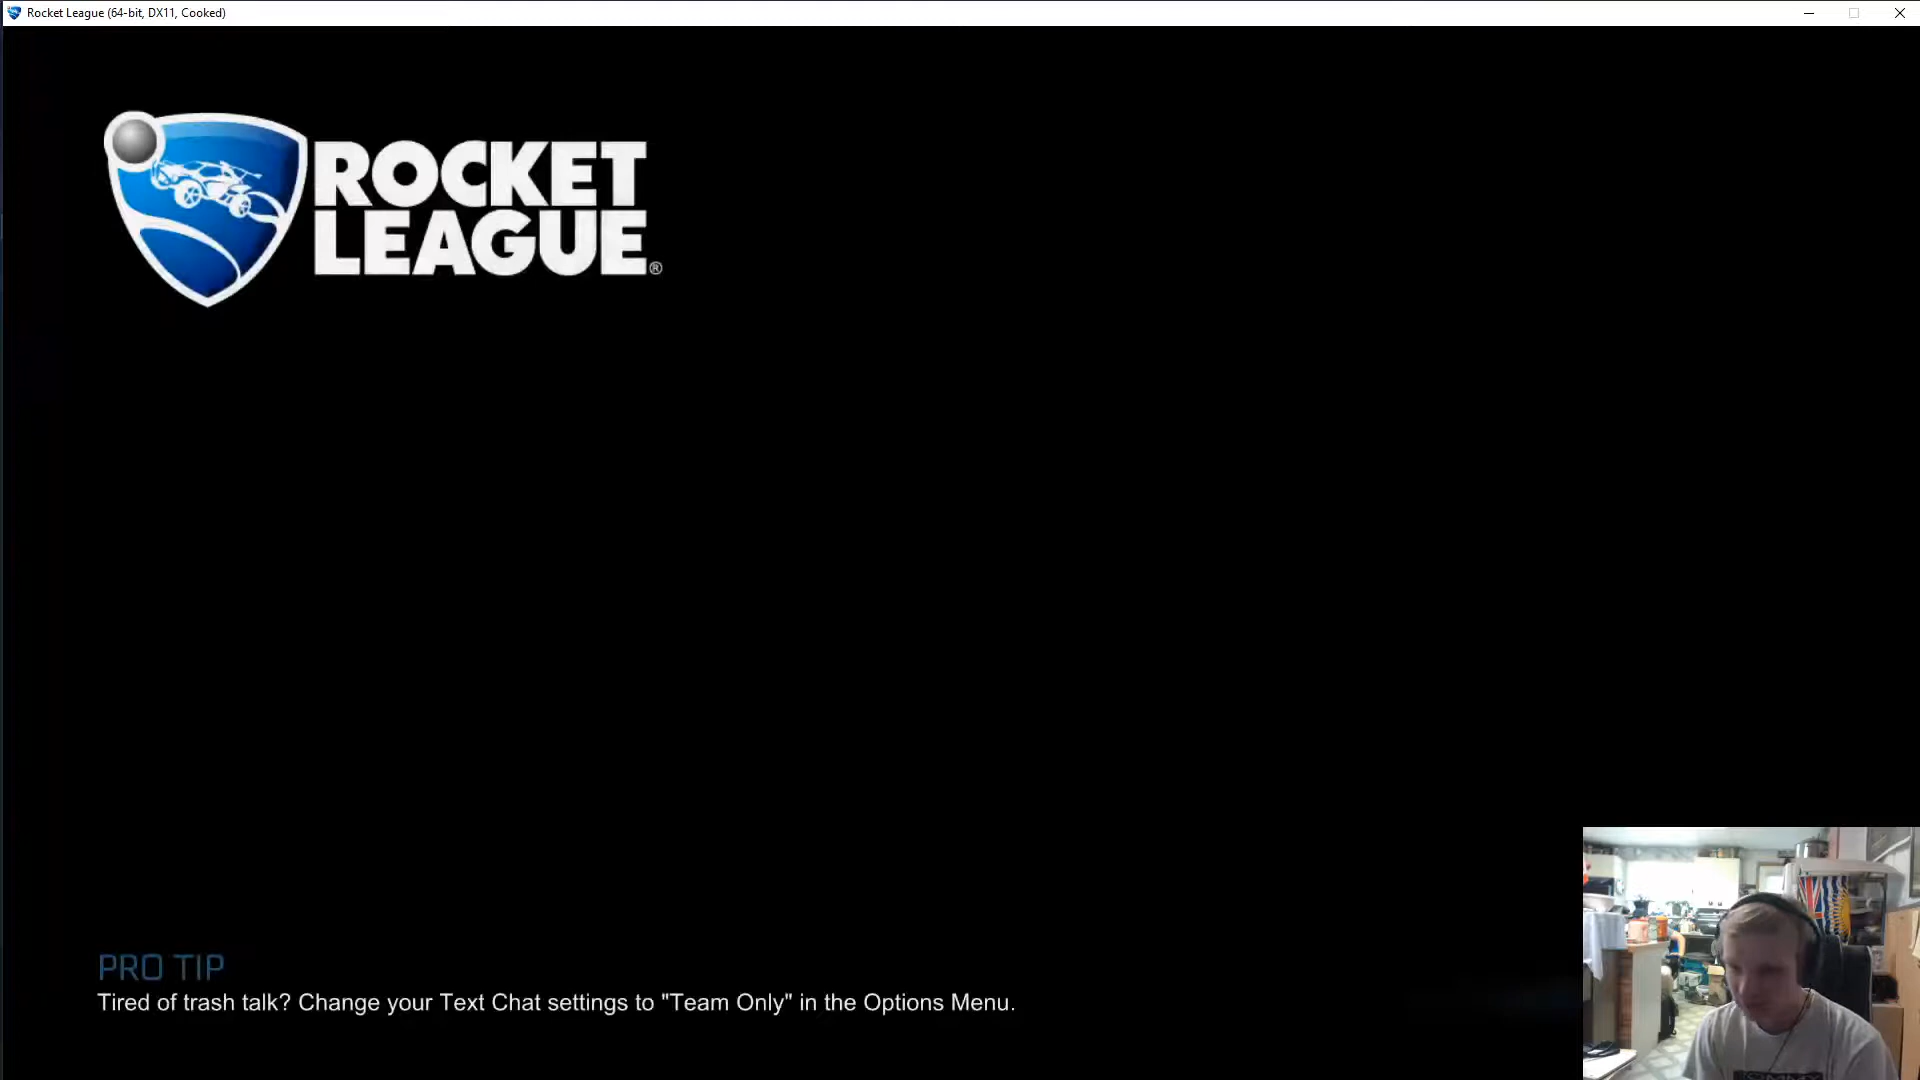 Rocket League (64-bit, DX11, Cooked)
ROCKET
LEAGUE®
PRO TIP
Tired of trash talk? Change your Text Chat settings to "Team Only" in the Options Menu.